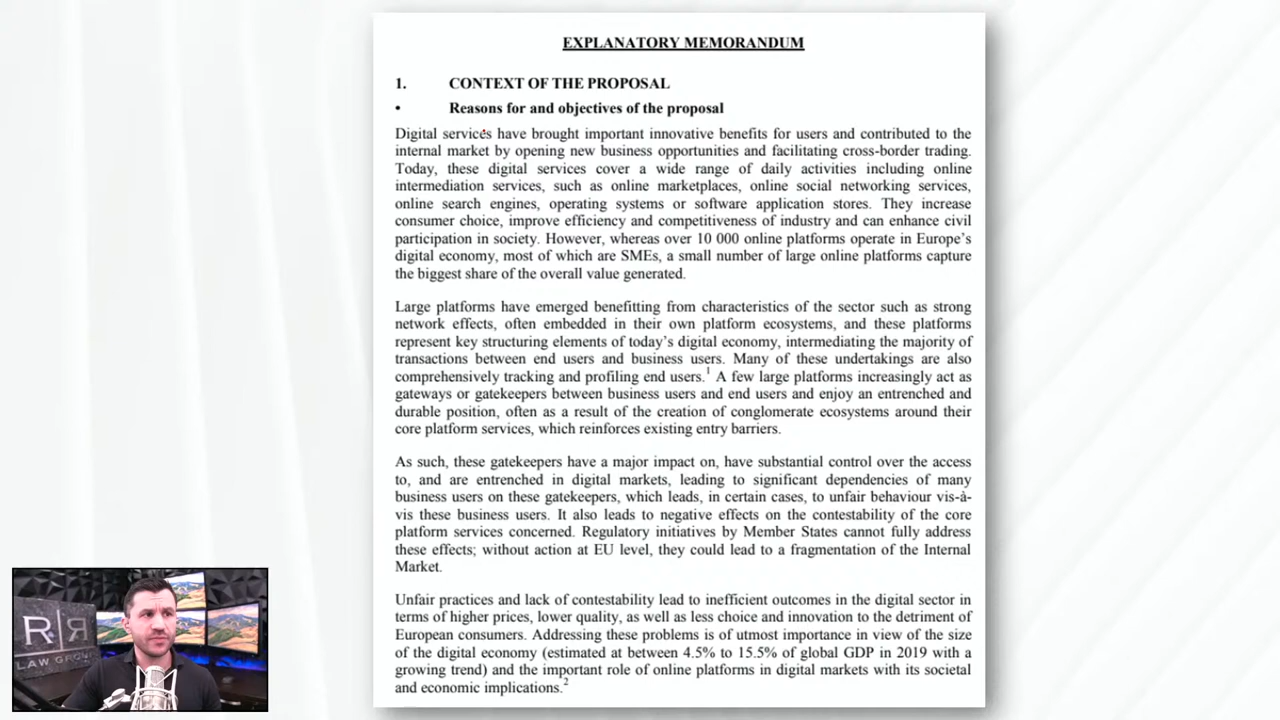 EXPLANATORY MEMORANDUM
1. CONTEXT OF THE PROPOSAL
• Reasons for and objectives of the proposal
Digital services have brought important innovative benefits for users and contributed to the
internal market by opening new business opportunities and facilitating cross-border trading.
Today, these digital services cover a wide range of daily activities including online
intermediation services, such as online marketplaces, online social networking services,
online search engines, operating systems or software application stores. They increase
consumer choice, improve efficiency and competitiveness of industry and can enhance civil
participation in society. However, whereas over 10 000 online platforms operate in Europe's
digital economy, most of which are SMEs, a small number of large online platforms capture
the biggest share of the overall value generated.
Large platforms have emerged benefitting from characteristics of the sector such as strong
network effects, often embedded in their own platform ecosystems, and these platforms
represent key structuring elements of today's digital economy, intermediating the majority of
transactions between end users and business users. Many of these undertakings are also
comprehensively tracking and profiling end users.1 A few large platforms increasingly act as
gateways or gatekeepers between business users and end users and enjoy an entrenched and
durable position, often as a result of the creation of conglomerate ecosystems around their
core platform services, which reinforces existing entry barriers.
As such, these gatekeepers have a major impact on, have substantial control over the access
to, and are entrenched in digital markets, leading to significant dependencies of many
business users on these gatekeepers, which leads, in certain cases, to unfair behaviour vis-à-
vis these business users. It also leads to negative effects on the contestability of the core
platform services concerned. Regulatory initiatives by Member States cannot fully address
these effects; without action at EU level, they could lead to a fragmentation of the Internal
Market.
Unfair practices and lack of contestability lead to inefficient outcomes in the digital sector in
terms of higher prices, lower quality, as well as less choice and innovation to the detriment of
European consumers. Addressing these problems is of utmost importance in view of the size
of the digital economy (estimated at between 4.5% to 15.5% of global GDP in 2019 with a
growing trend) and the important role of online platforms in digital markets with its societal
and economic implications.2
R|R
LAW GROUP